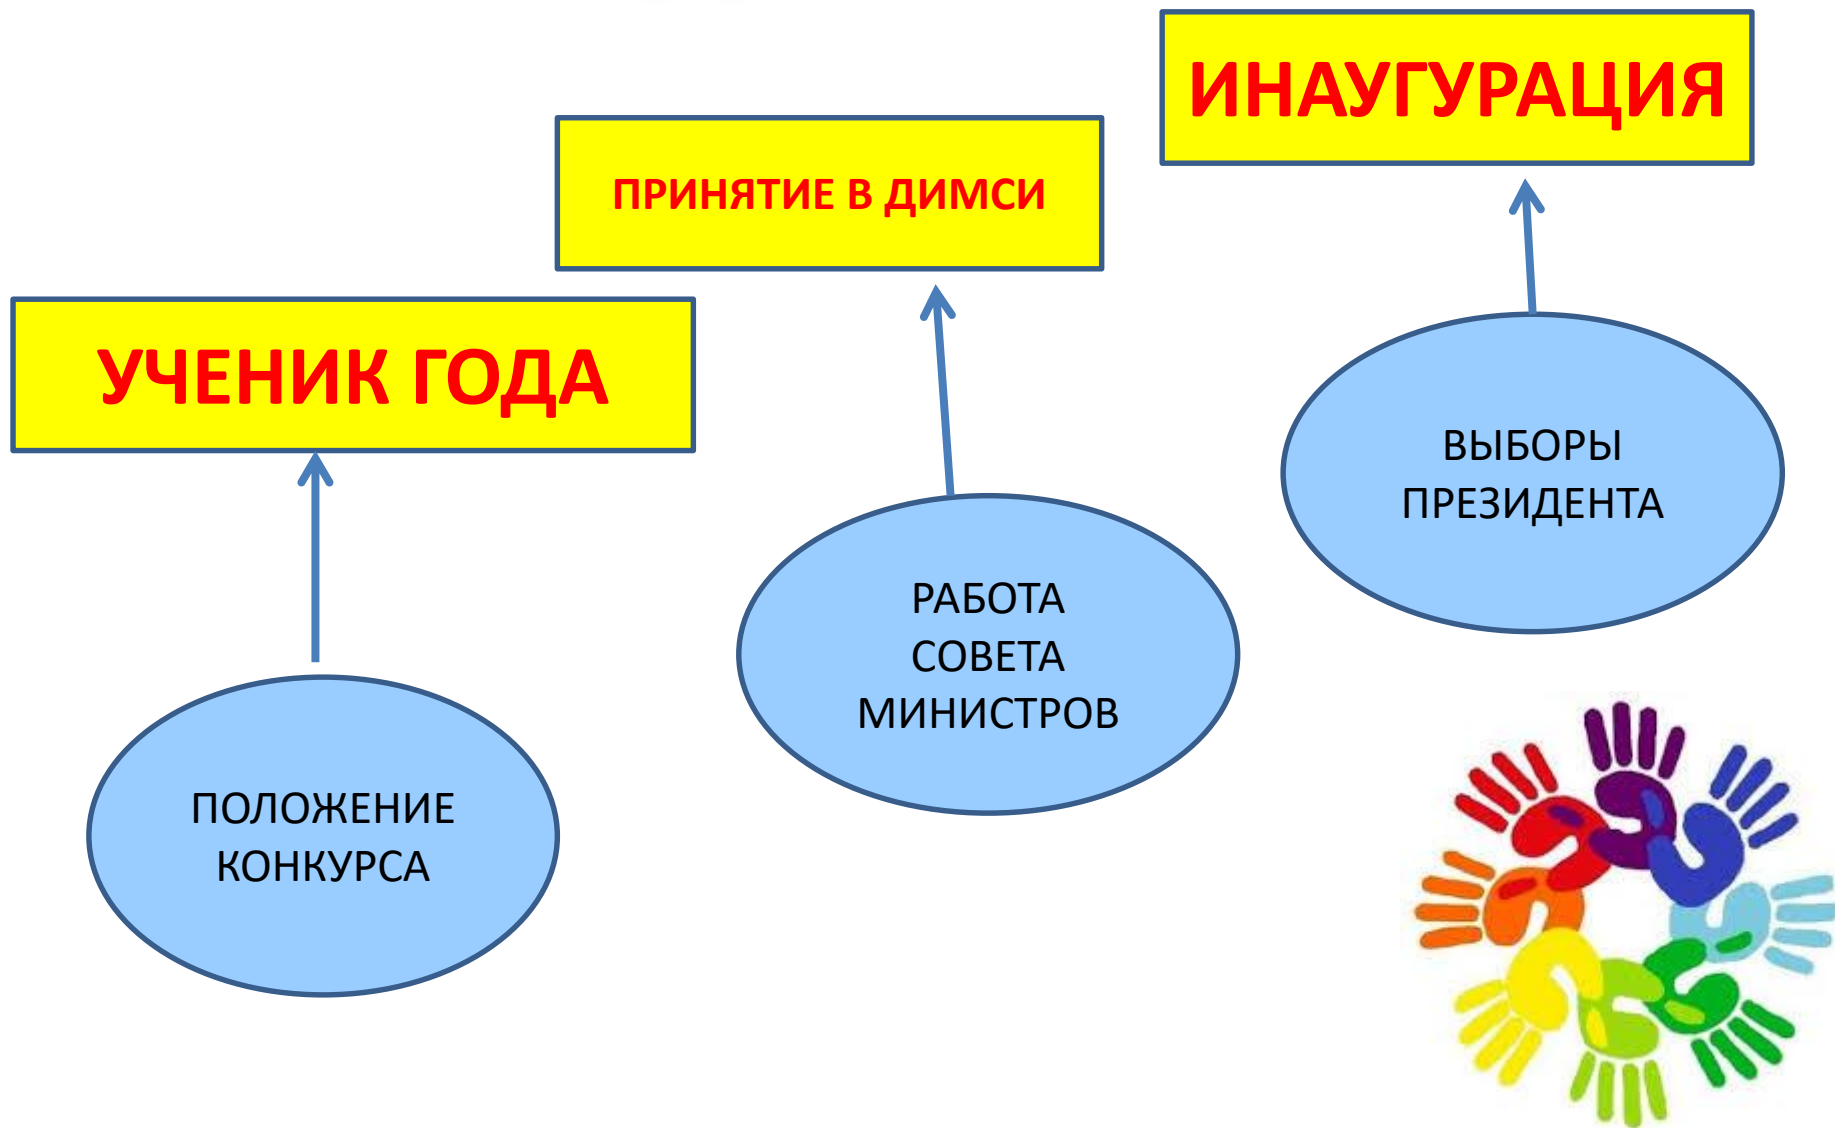 ИНАУГУРАЦИЯ
ПРИНЯТИЕ В ДИМСИ
УЧЕНИК ГОДА
ВЫБОРЫ
ПРЕЗИДЕНТА
РАБОТА
СОВЕТА
МИНИСТРОВ
ПОЛОЖЕНИЕ
КОНКУРСА